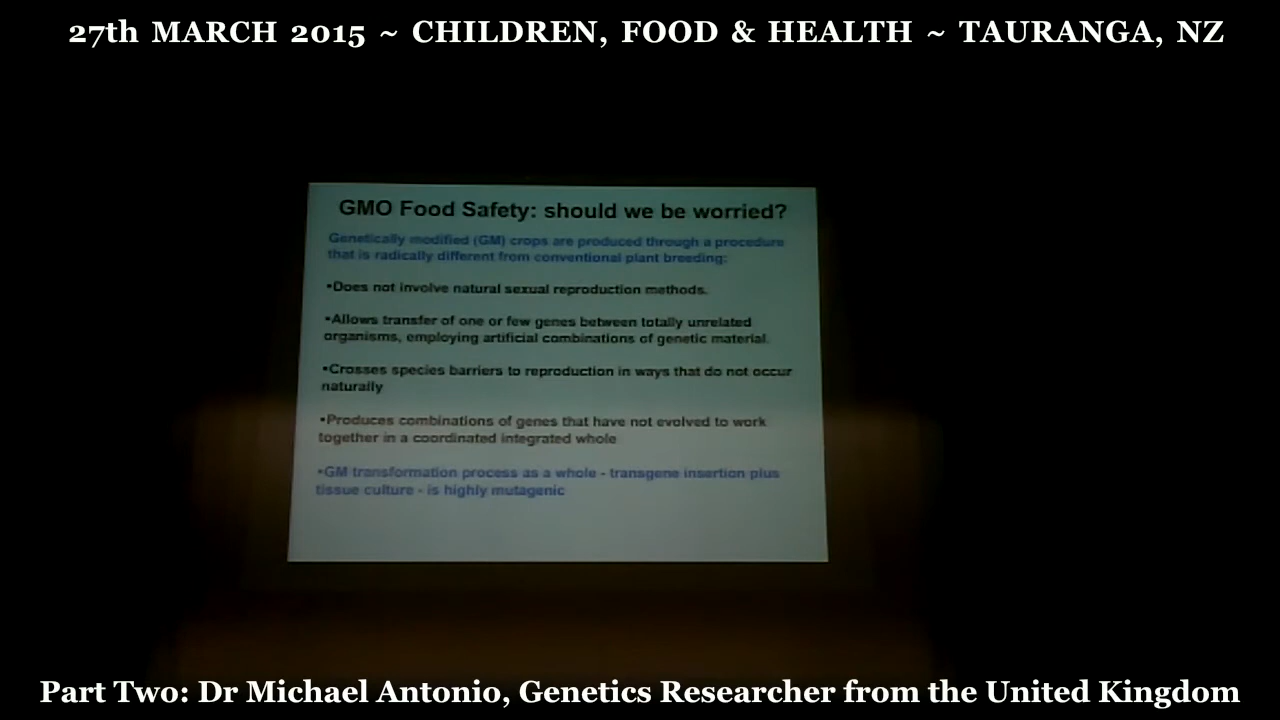 27th MARCH 2015 ~ CHILDREN, FOOD & HEALTH ~ TAURANGA, NZ
GMO Food Safety: should we be worried?
Genetically modified (GM) crops are produced through a procedure
that is radically different from conventional plant breeding:
•Does not involve natural sexual reproduction methods.
•Allows transfer of one or few genes between totally unrelated
organisms, employing artificial combinations of genetic material.
•Crosses species barriers to reproduction in ways that do not occur
naturally
•Produces combinations of genes that have not evolved to work
together in a coordinated integrated whole
•GM transformation process as a whole - transgene insertion plus
tissue culture - is highly mutagenic
Part Two: Dr Michael Antonio, Genetics Researcher from the United Kingdom